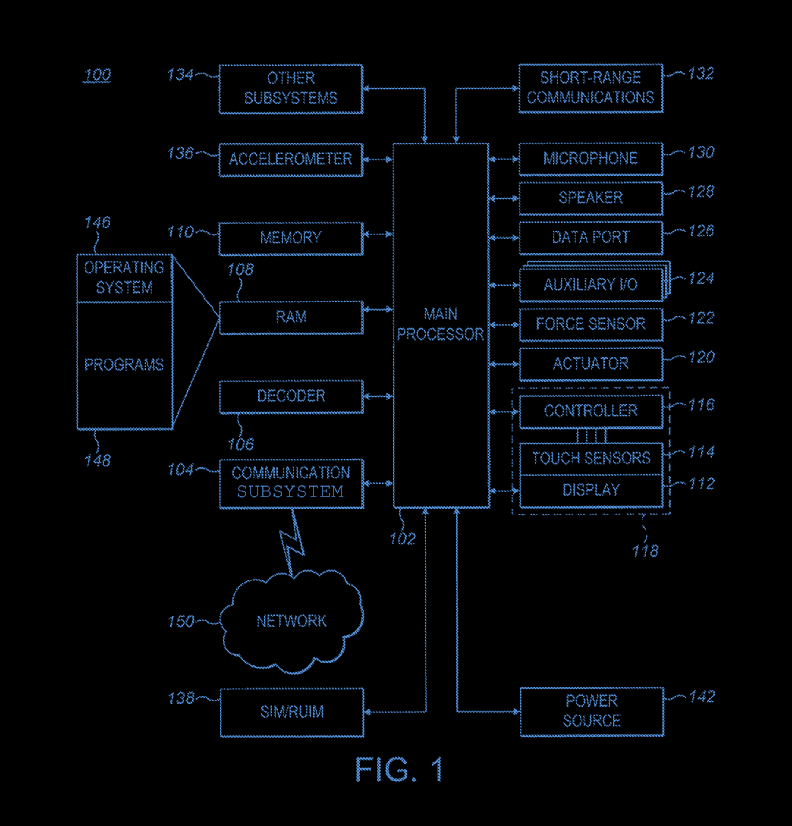 100
134
OTHER
SUBSYSTEMS
SHORT-RANGE
COMMUNICATIONS
132
136
ACCELEROMETER
MICROPHONE
130
SPEAKER
128
110
MEMORY
DATA PORT
126
146
OPERATING
SYSTEM
PROGRAMS
148
108
RAM
MAIN
PROCESSOR
102
AUXILIARY I/O
124
FORCE SENSOR
122
ACTUATOR
120
DECODER
106
CONTROLLER
116
TOUCH SENSORS
114
DISPLAY
112
118
104
COMMUNICATION
SUBSYSTEM
150
NETWORK
138
SIM/RUIM
POWER
SOURCE
142
FIG. 1